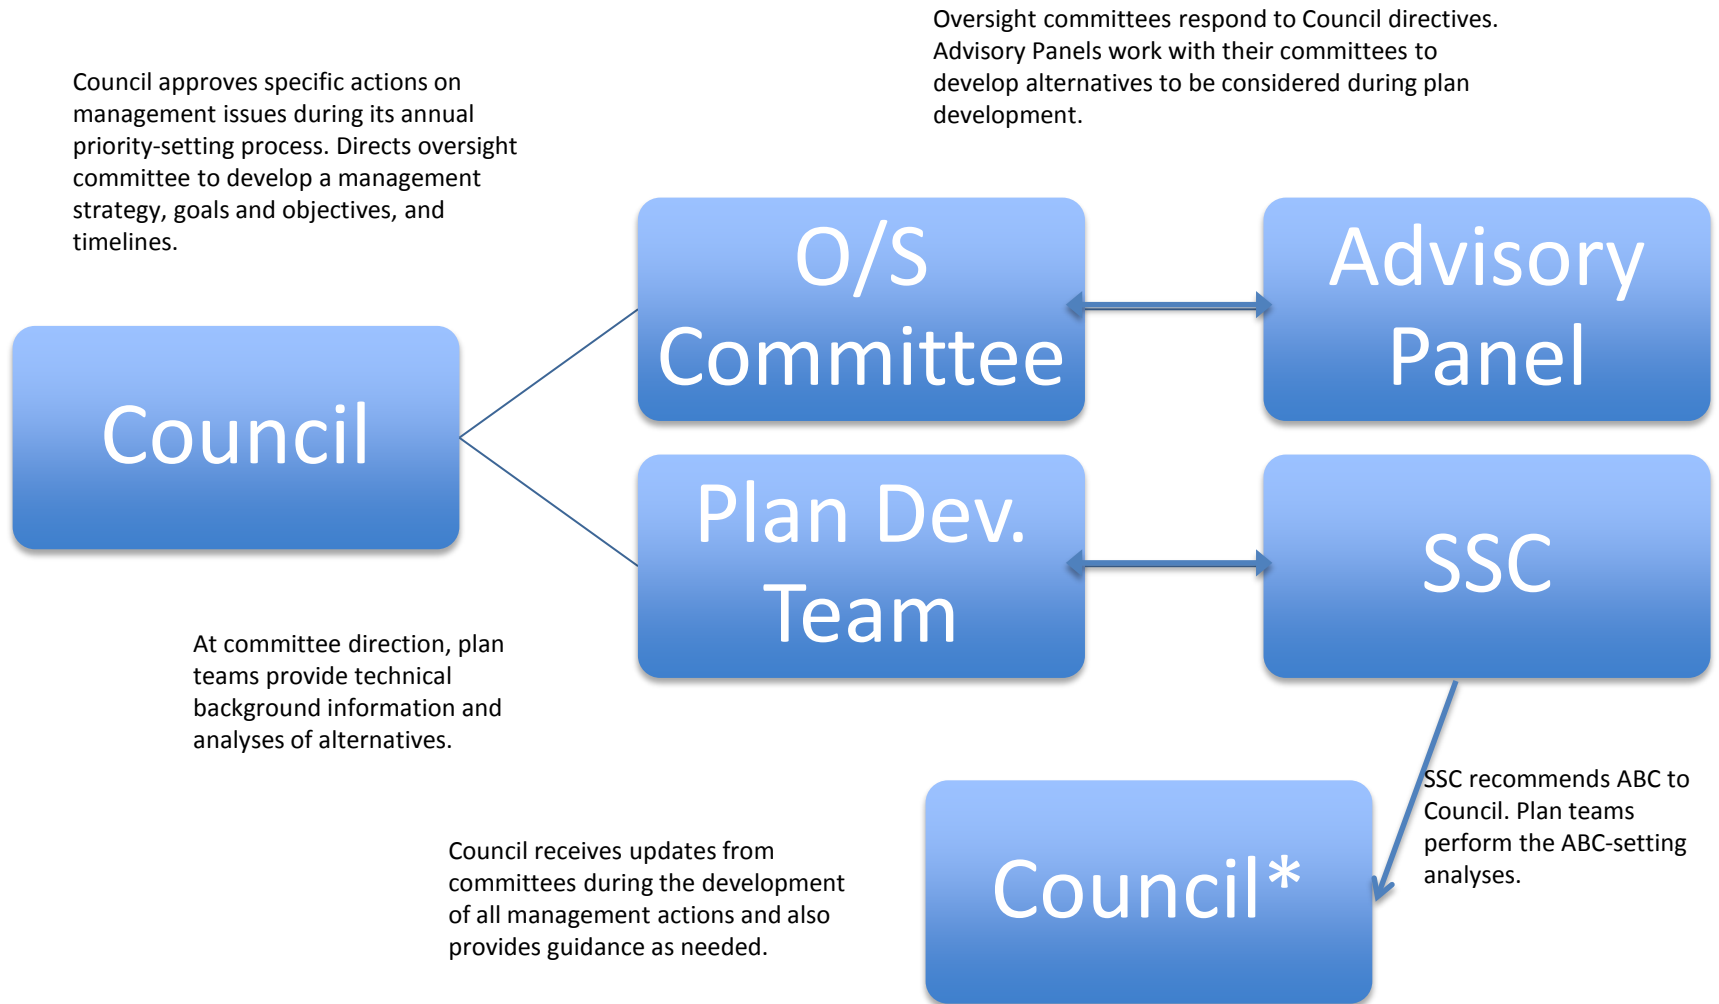 Oversight committees respond to Council directives.
Advisory Panels work with their committees to
develop alternatives to be considered during plan
development.
Council approves specific actions on
management issues during its annual
priority-setting process. Directs oversight
committee to develop a management
strategy, goals and objectives, and
timelines.
O/S
Committee
Advisory
Panel
Council
Plan Dev.
Team
SSC
At committee direction, plan
teams provide technical
background information and
analyses of alternatives.
SSC recommends ABC to
Council. Plan teams
perform the ABC-setting
analyses.
Council receives updates from
committees during the development
of all management actions and also
provides guidance as needed.
Council*